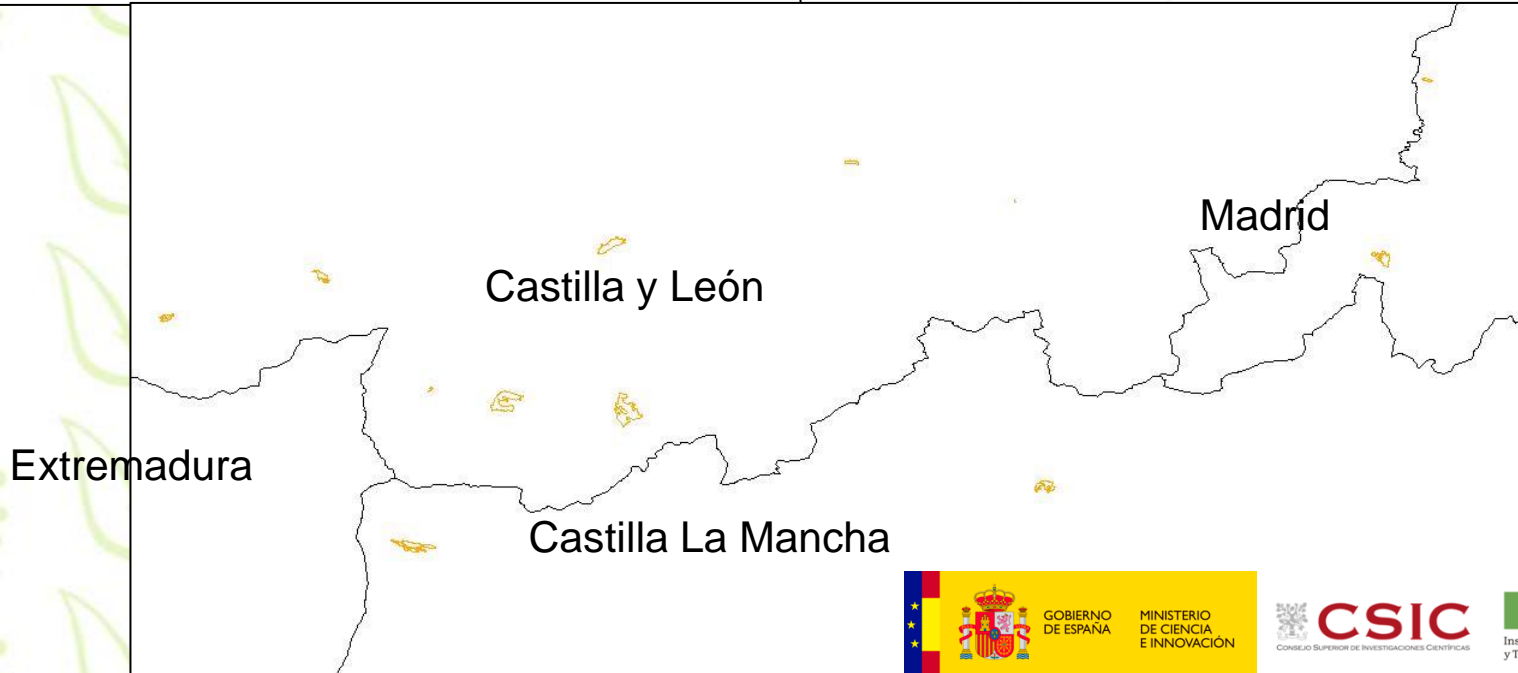 Madrid
Castilla y León
Extremadura
Castilla La Mancha
GOBIERNO
DE ESPAÑA
MINISTERIO
DE CIENCIA
E INNOVACIÓN
CSIC
CONSEJO SUPERIOR DE INVESTIGACIONES CIENTÍFICAS
Ins
y T